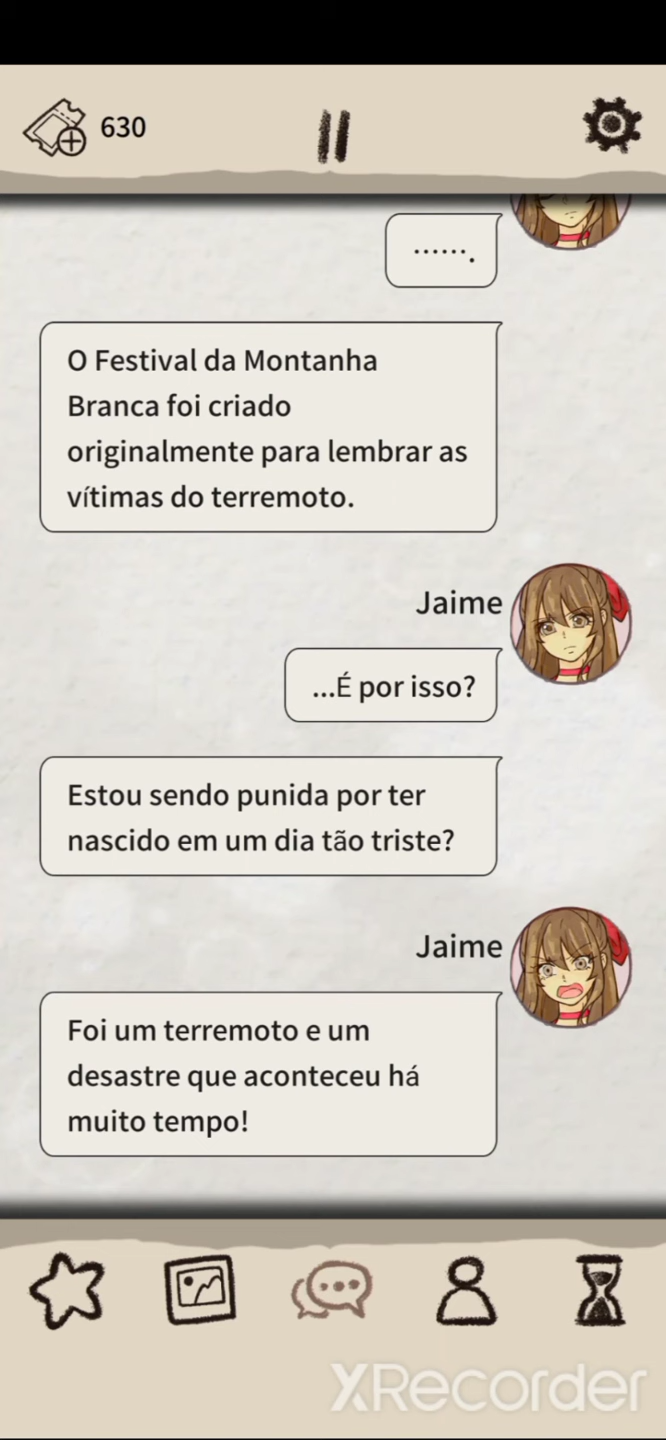 630
.......
O Festival da Montanha
Branca foi criado
originalmente para lembrar as
vítimas do terremoto.
Jaime
...É por isso?
Estou sendo punida por ter
nascido em um dia tão triste?
Jaime
Foi um terremoto e um
desastre que aconteceu há
muito tempo!
XRecorder